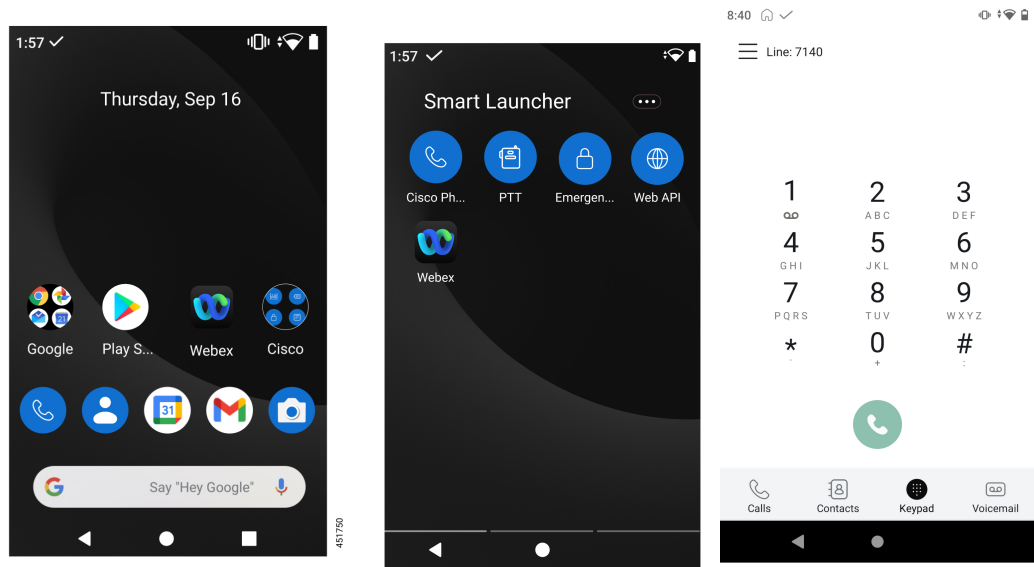 1:57
Thursday, Sep 16
Google
Play S...
Webex
Cisco
31
Say "Hey Google"
451750
1:57
Smart Launcher
Cisco Ph...
PTT
Emergen...
Web API
Webex
8:40
Line: 7140
1 2 3
ABC DEF
4 5 6
GHI JKL MNO
7 8 9
PQRS TUV WXYZ
* 0 #
+
Calls
Contacts
Keypad
Voicemail